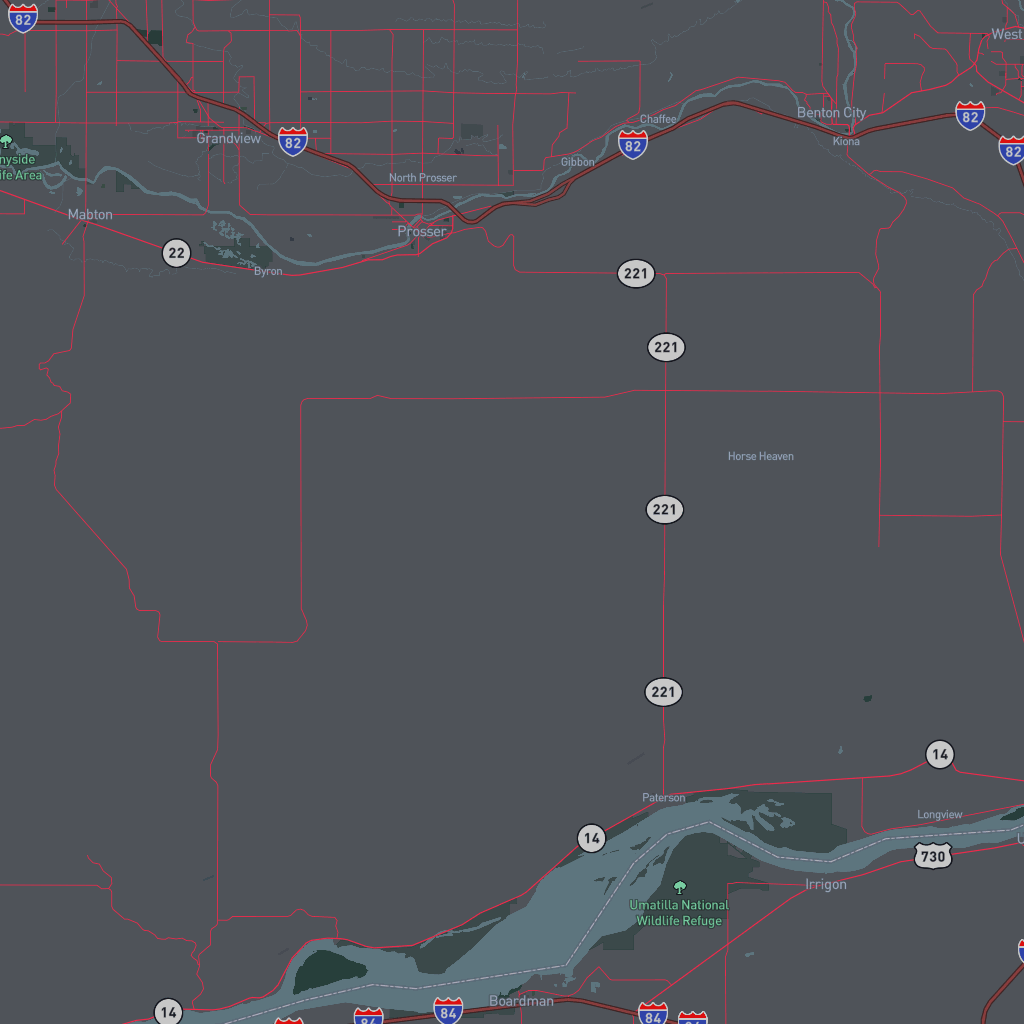 82
West
Chaffee
Benton City
82
Grandview
82
82
Kiona
82
nyside
ife Area
Gibbon
North Prosser
Mabton
Prosser
22
Byron
221
221
Horse Heaven
221
221
14
Paterson
Longview
14
730
Irrigon
Umatilla National
Wildlife Refuge
Boardman
14
84
84
84